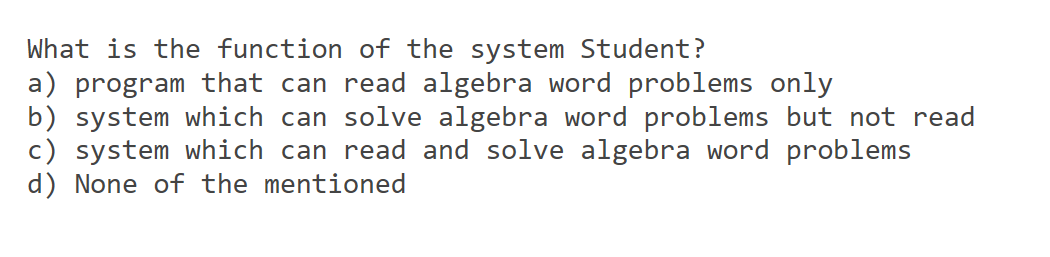 What is the function of the system Student?
a) program that can read algebra word problems only
b) system which can solve algebra word problems but not read
c) system which can read and solve algebra word problems
d) None of the mentioned